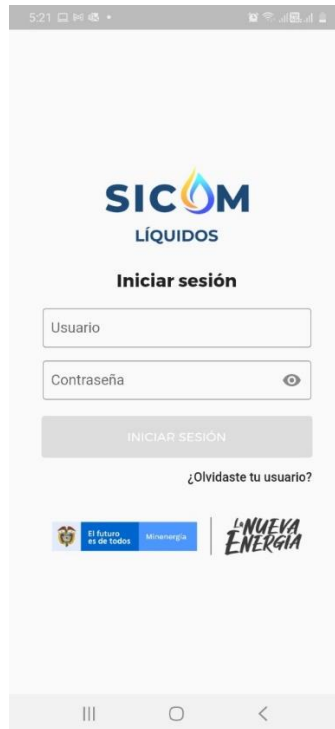 5:21
SICOM
LÍQUIDOS
Iniciar sesión
Usuario
Contraseña
INICIAR SESIÓN
¿Olvidaste tu usuario?
El futuro
es de todos
Minenergía
LA NUEVA
ENERGÍA